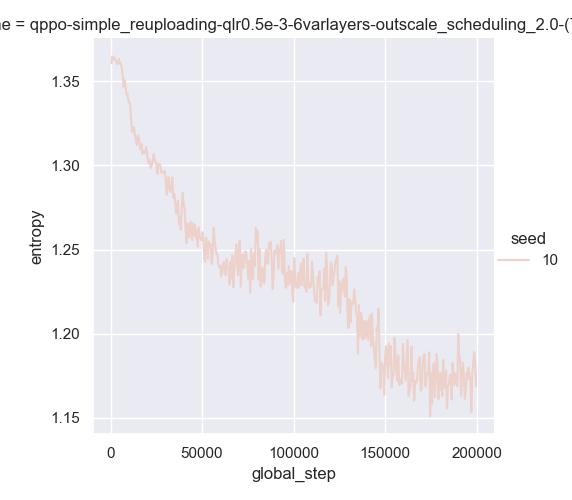 ne = qppo-simple_reuploading-qlr0.5e-3-6varlayers-outscale_scheduling_2.0-(
1.35
1.30
1.25
1.20
1.15
entropy
0 50000 100000 150000 200000
global_step
seed
10